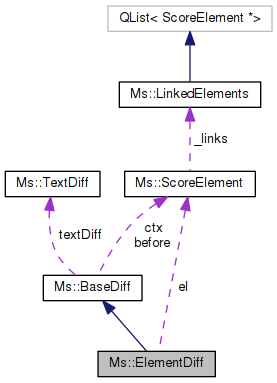 QList< ScoreElement *>
Ms::LinkedElements
_links
Ms::TextDiff
Ms::ScoreElement
textDiff
ctx
before
el
Ms::BaseDiff
Ms::ElementDiff